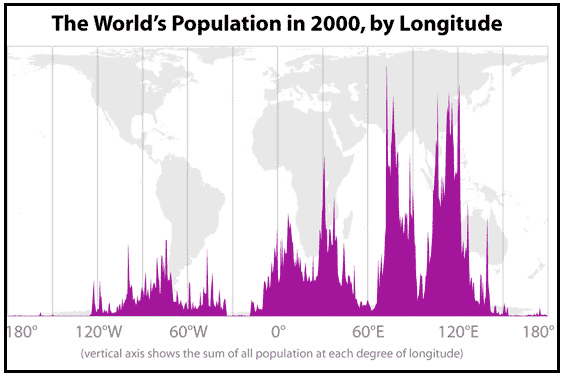 The World's Population in 2000, by Longitude
180° 120°W 60°W 0° 60°E 120°E 180°
(vertical axis shows the sum of all population at each degree of longitude)